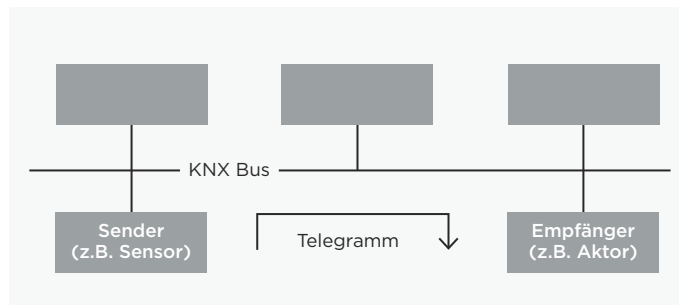 KNX Bus
Sender
(z.B. Sensor)
Telegramm
Empfänger
(z.B. Aktor)